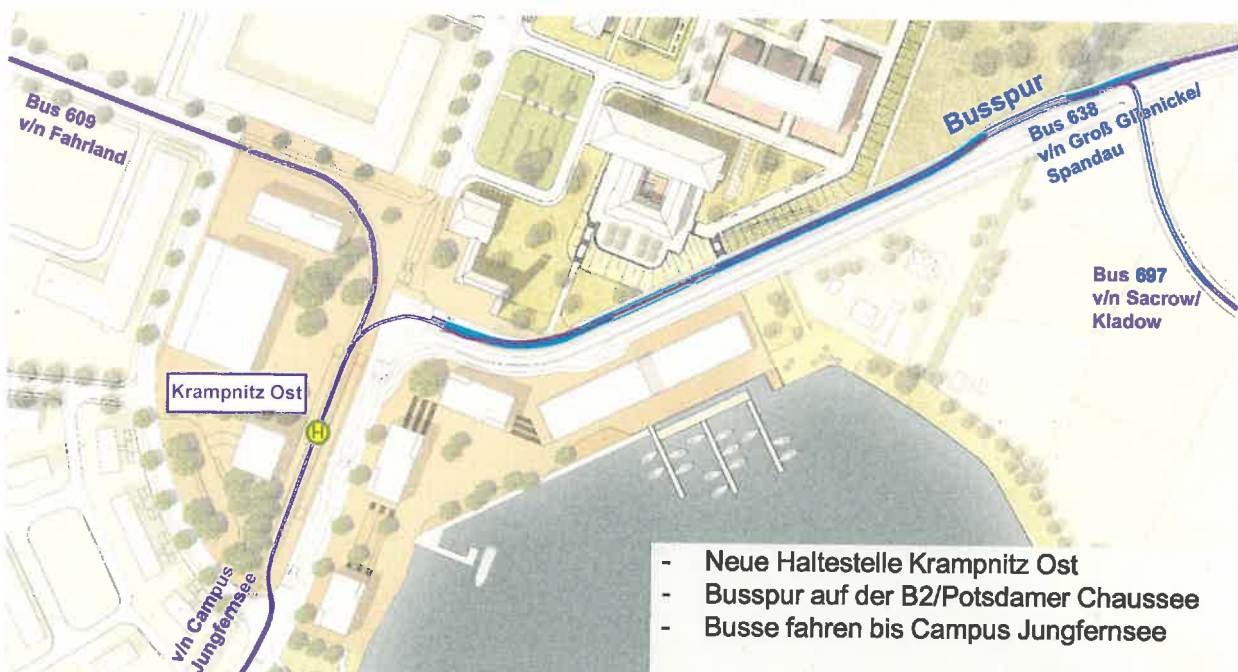 Bus 609
v/n Fahrland
Busspur
Bus 638
v/n Groß Glienicke/
Spandau
Bus 697
v/n Sacrow/
Kladow
Krampnitz Ost
H
v/n Campus
Jungfernsee
- Neue Haltestelle Krampnitz Ost
- Busspur auf der B2/Potsdamer Chaussee
- Busse fahren bis Campus Jungfernsee